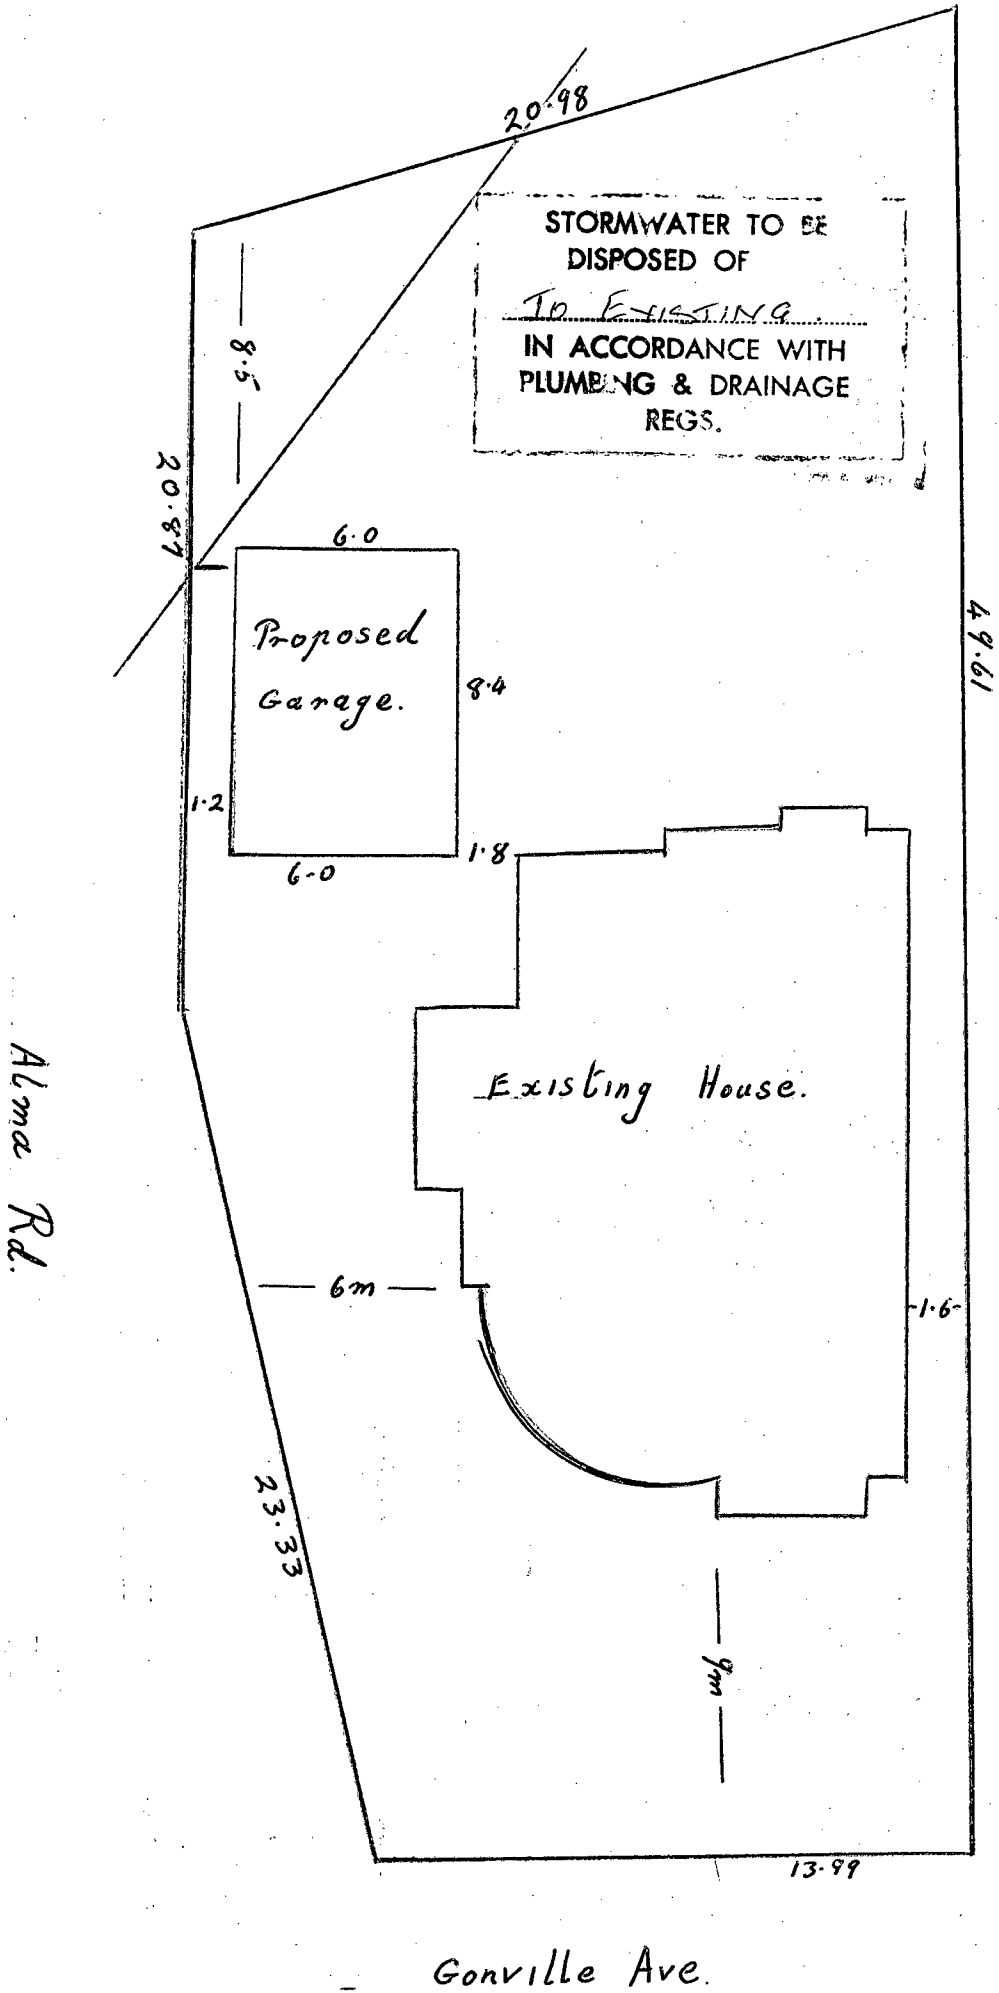 20.98
STORMWATER TO BE
DISPOSED OF
TO EXISTING.
IN ACCORDANCE WITH
PLUMBING & DRAINAGE
REGS.
8.5
20.87
6.0
Proposed
Garage.
8.4
49.61
1.2
1.8
6.0
Existing House.
Alma Rd.
6m
1.6
23.33
9m
13.99
Gonville Ave.